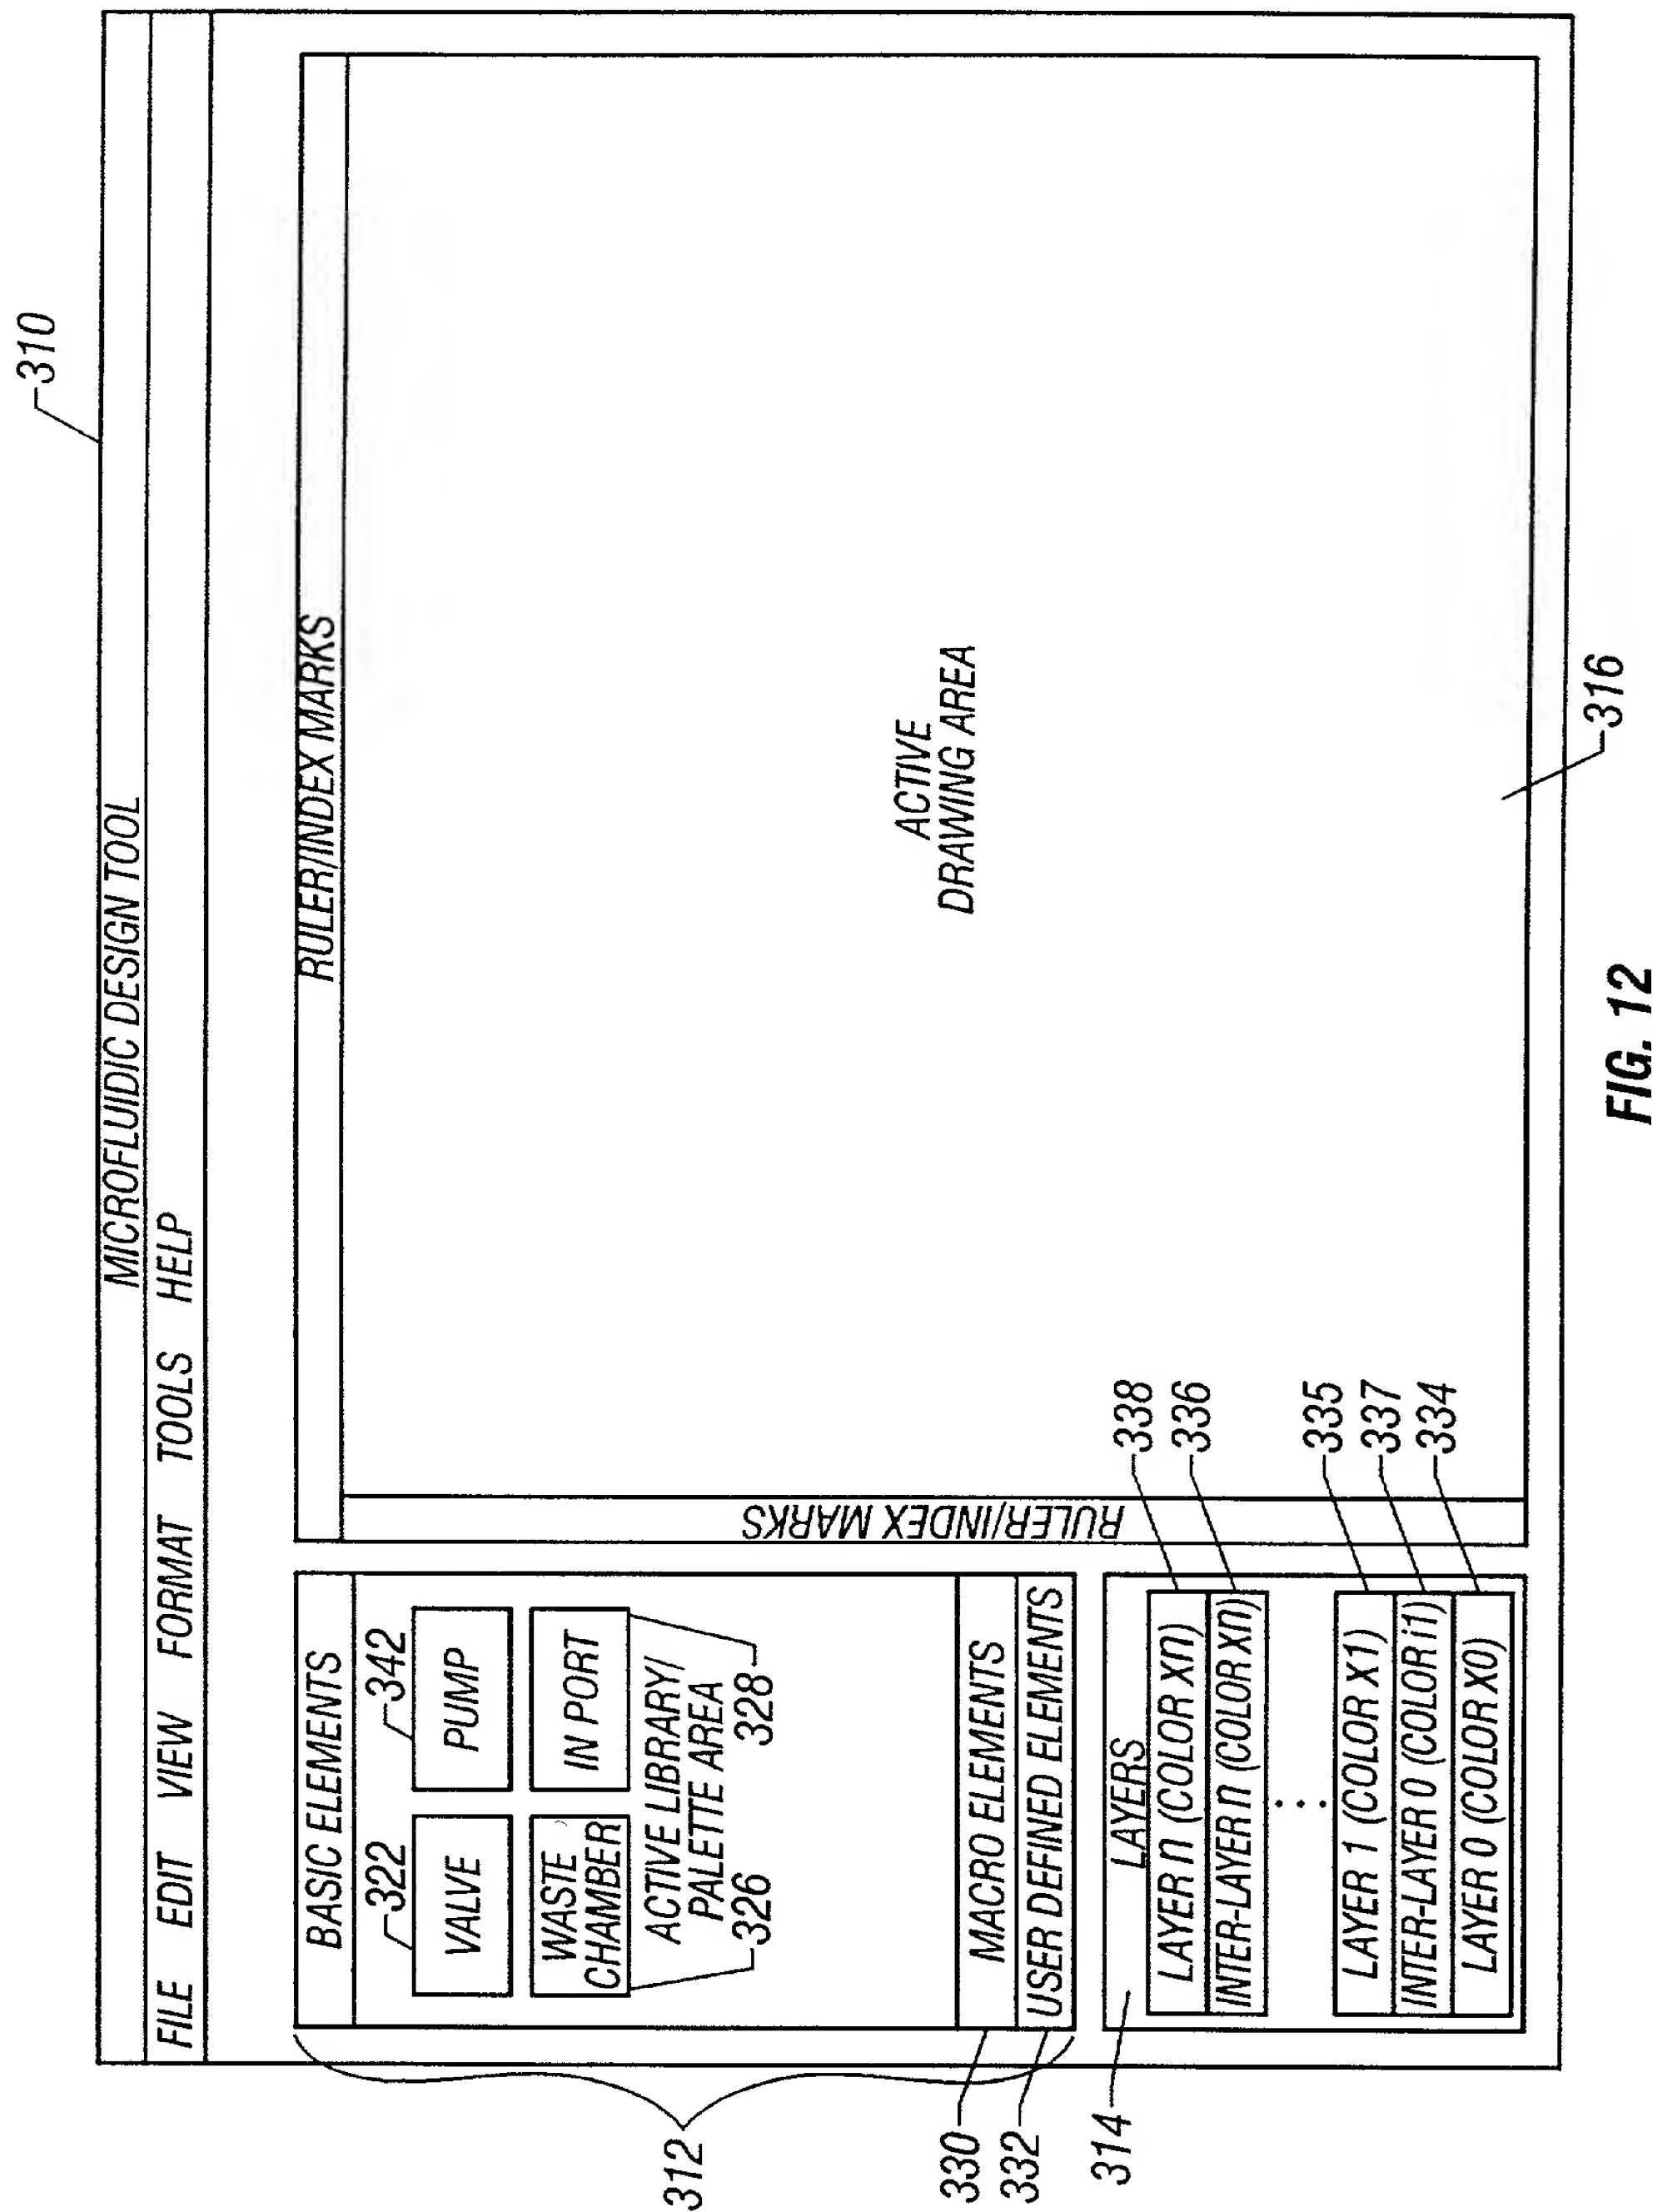 310
MICROFLUIDIC DESIGN TOOL
FILE EDIT VIEW FORMAT TOOLS HELP
312
BASIC ELEMENTS
322
342
VALVE
PUMP
WASTE
CHAMBER
IN PORT
ACTIVE LIBRARY/
PALETTE AREA
326
328
330
MACRO ELEMENTS
332
USER DEFINED ELEMENTS
RULER/INDEX MARKS
RULER/INDEX MARKS
ACTIVE
DRAWING AREA
314
LAYERS
LAYER n (COLOR Xn)
338
INTER-LAYER n (COLOR Xn)
336
...
LAYER 1 (COLOR X1)
335
INTER-LAYER 0 (COLOR i1)
337
LAYER 0 (COLOR X0)
334
316
FIG. 12